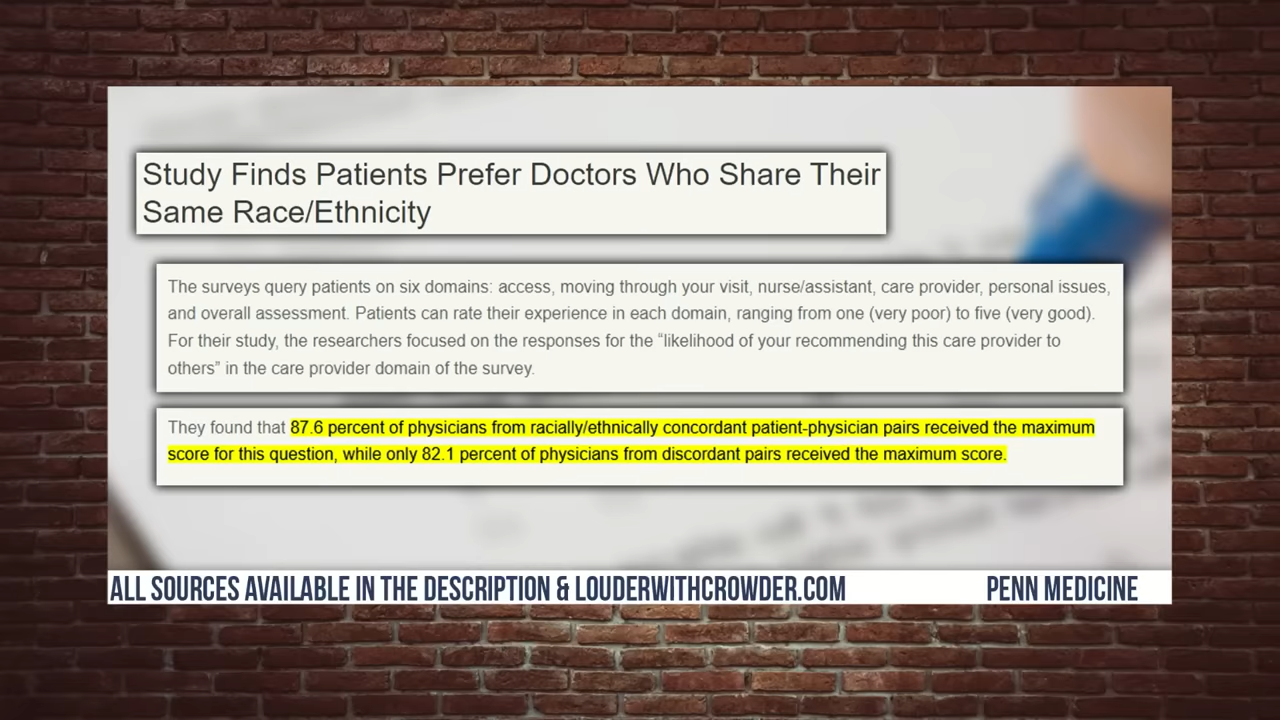 Study Finds Patients Prefer Doctors Who Share Their
Same Race/Ethnicity
The surveys query patients on six domains: access, moving through your visit, nurse/assistant, care provider, personal issues,
and overall assessment. Patients can rate their experience in each domain, ranging from one (very poor) to five (very good).
For their study, the researchers focused on the responses for the “likelihood of your recommending this care provider to
others” in the care provider domain of the survey.
They found that 87.6 percent of physicians from racially/ethnically concordant patient-physician pairs received the maximum
score for this question, while only 82.1 percent of physicians from discordant pairs received the maximum score.
ALL SOURCES AVAILABLE IN THE DESCRIPTION & LOUDERWITHCROWDER.COM
PENN MEDICINE